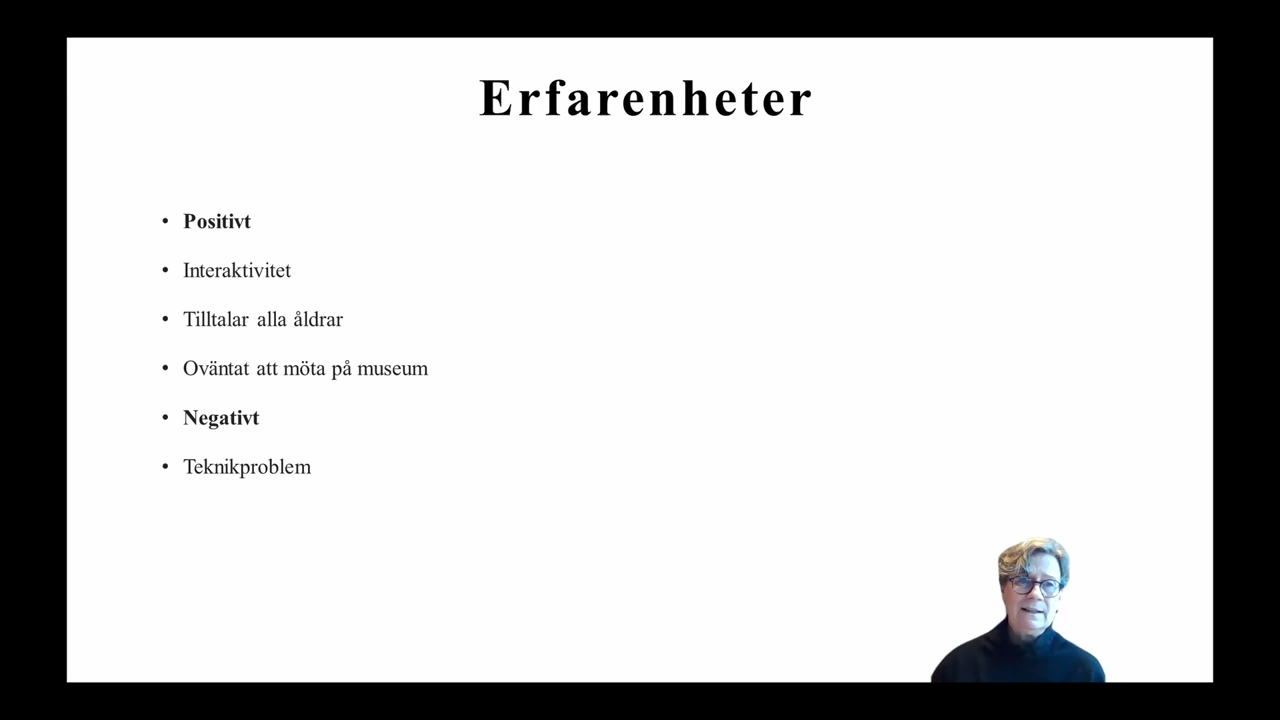 Erfarenheter
• Positivt
• Interaktivitet
• Tilltalar alla åldrar
• Oväntat att möta på museum
• Negativt
• Teknikproblem